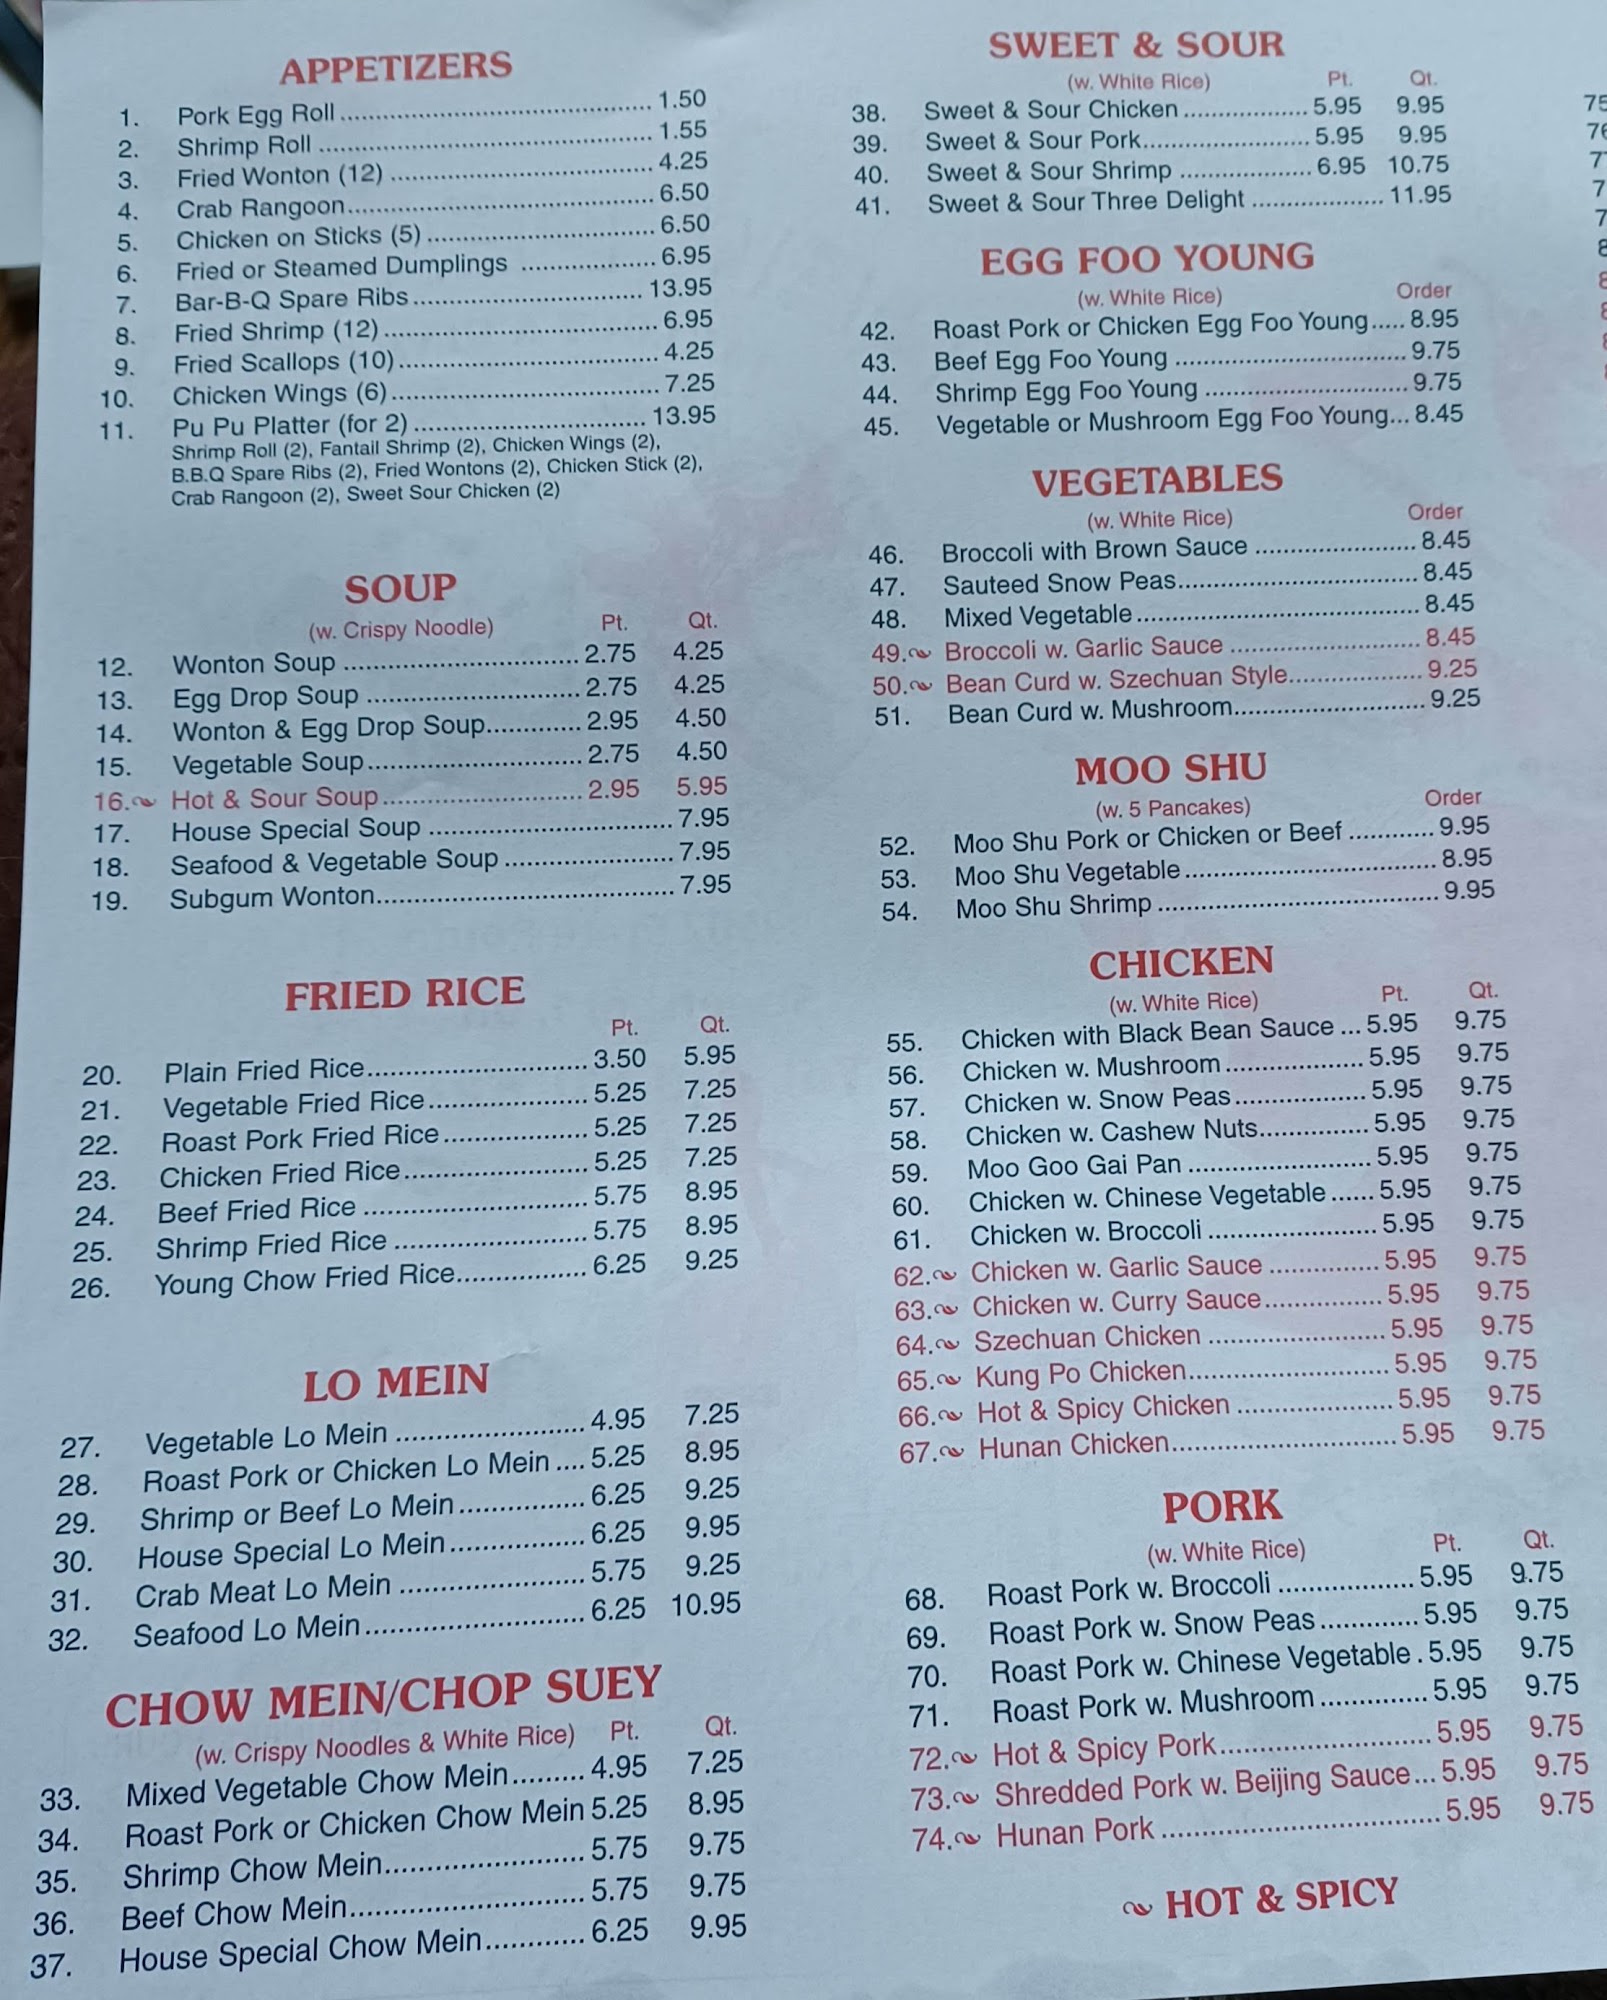 APPETIZERS
1. Pork Egg Roll 1.50
2. Shrimp Roll 1.55
3. Fried Wonton (12) 4.25
4. Crab Rangoon 6.50
5. Chicken on Sticks (5) 6.50
6. Fried or Steamed Dumplings 6.95
7. Bar-B-Q Spare Ribs 13.95
8. Fried Shrimp (12) 6.95
9. Fried Scallops (10) 4.25
10. Chicken Wings (6) 7.25
11. Pu Pu Platter (for 2) 13.95
Shrimp Roll (2), Fantail Shrimp (2), Chicken Wings (2),
B.B.Q Spare Ribs (2), Fried Wontons (2), Chicken Stick (2),
Crab Rangoon (2), Sweet Sour Chicken (2)
SOUP
(w. Crispy Noodle) Pt. Qt.
12. Wonton Soup 2.75 4.25
13. Egg Drop Soup 2.75 4.25
14. Wonton & Egg Drop Soup 2.95 4.50
15. Vegetable Soup 2.75 4.50
16. Hot & Sour Soup 2.95 5.95
17. House Special Soup 7.95
18. Seafood & Vegetable Soup 7.95
19. Subgum Wonton 7.95
FRIED RICE
Pt. Qt.
20. Plain Fried Rice 3.50 5.95
21. Vegetable Fried Rice 5.25 7.25
22. Roast Pork Fried Rice 5.25 7.25
23. Chicken Fried Rice 5.25 7.25
24. Beef Fried Rice 5.75 8.95
25. Shrimp Fried Rice 5.75 8.95
26. Young Chow Fried Rice 6.25 9.25
LO MEIN
27. Vegetable Lo Mein 4.95 7.25
28. Roast Pork or Chicken Lo Mein 5.25 8.95
29. Shrimp or Beef Lo Mein 6.25 9.25
30. House Special Lo Mein 6.25 9.95
31. Crab Meat Lo Mein 5.75 9.25
32. Seafood Lo Mein 6.25 10.95
CHOW MEIN/CHOP SUEY
(w. Crispy Noodles & White Rice) Pt. Qt.
33. Mixed Vegetable Chow Mein 4.95 7.25
34. Roast Pork or Chicken Chow Mein 5.25 8.95
35. Shrimp Chow Mein 5.75 9.75
36. Beef Chow Mein 5.75 9.75
37. House Special Chow Mein 6.25 9.95
SWEET & SOUR
(w. White Rice) Pt. Qt.
38. Sweet & Sour Chicken 5.95 9.95
39. Sweet & Sour Pork 5.95 9.95
40. Sweet & Sour Shrimp 6.95 10.75
41. Sweet & Sour Three Delight 11.95
EGG FOO YOUNG
(w. White Rice) Order
42. Roast Pork or Chicken Egg Foo Young 8.95
43. Beef Egg Foo Young 9.75
44. Shrimp Egg Foo Young 9.75
45. Vegetable or Mushroom Egg Foo Young 8.45
VEGETABLES
(w. White Rice) Order
46. Broccoli with Brown Sauce 8.45
47. Sauteed Snow Peas 8.45
48. Mixed Vegetable 8.45
49. Broccoli w. Garlic Sauce 8.45
50. Bean Curd w. Szechuan Style 9.25
51. Bean Curd w. Mushroom 9.25
MOO SHU
(w. 5 Pancakes) Order
52. Moo Shu Pork or Chicken or Beef 9.95
53. Moo Shu Vegetable 8.95
54. Moo Shu Shrimp 9.95
CHICKEN
(w. White Rice) Pt. Qt.
55. Chicken with Black Bean Sauce 5.95 9.75
56. Chicken w. Mushroom 5.95 9.75
57. Chicken w. Snow Peas 5.95 9.75
58. Chicken w. Cashew Nuts 5.95 9.75
59. Moo Goo Gai Pan 5.95 9.75
60. Chicken w. Chinese Vegetable 5.95 9.75
61. Chicken w. Broccoli 5.95 9.75
62. Chicken w. Garlic Sauce 5.95 9.75
63. Chicken w. Curry Sauce 5.95 9.75
64. Szechuan Chicken 5.95 9.75
65. Kung Po Chicken 5.95 9.75
66. Hot & Spicy Chicken 5.95 9.75
67. Hunan Chicken 5.95 9.75
PORK
(w. White Rice) Pt. Qt.
68. Roast Pork w. Broccoli 5.95 9.75
69. Roast Pork w. Snow Peas 5.95 9.75
70. Roast Pork w. Chinese Vegetable 5.95 9.75
71. Roast Pork w. Mushroom 5.95 9.75
72. Hot & Spicy Pork 5.95 9.75
73. Shredded Pork w. Beijing Sauce 5.95 9.75
74. Hunan Pork 5.95 9.75
HOT & SPICY